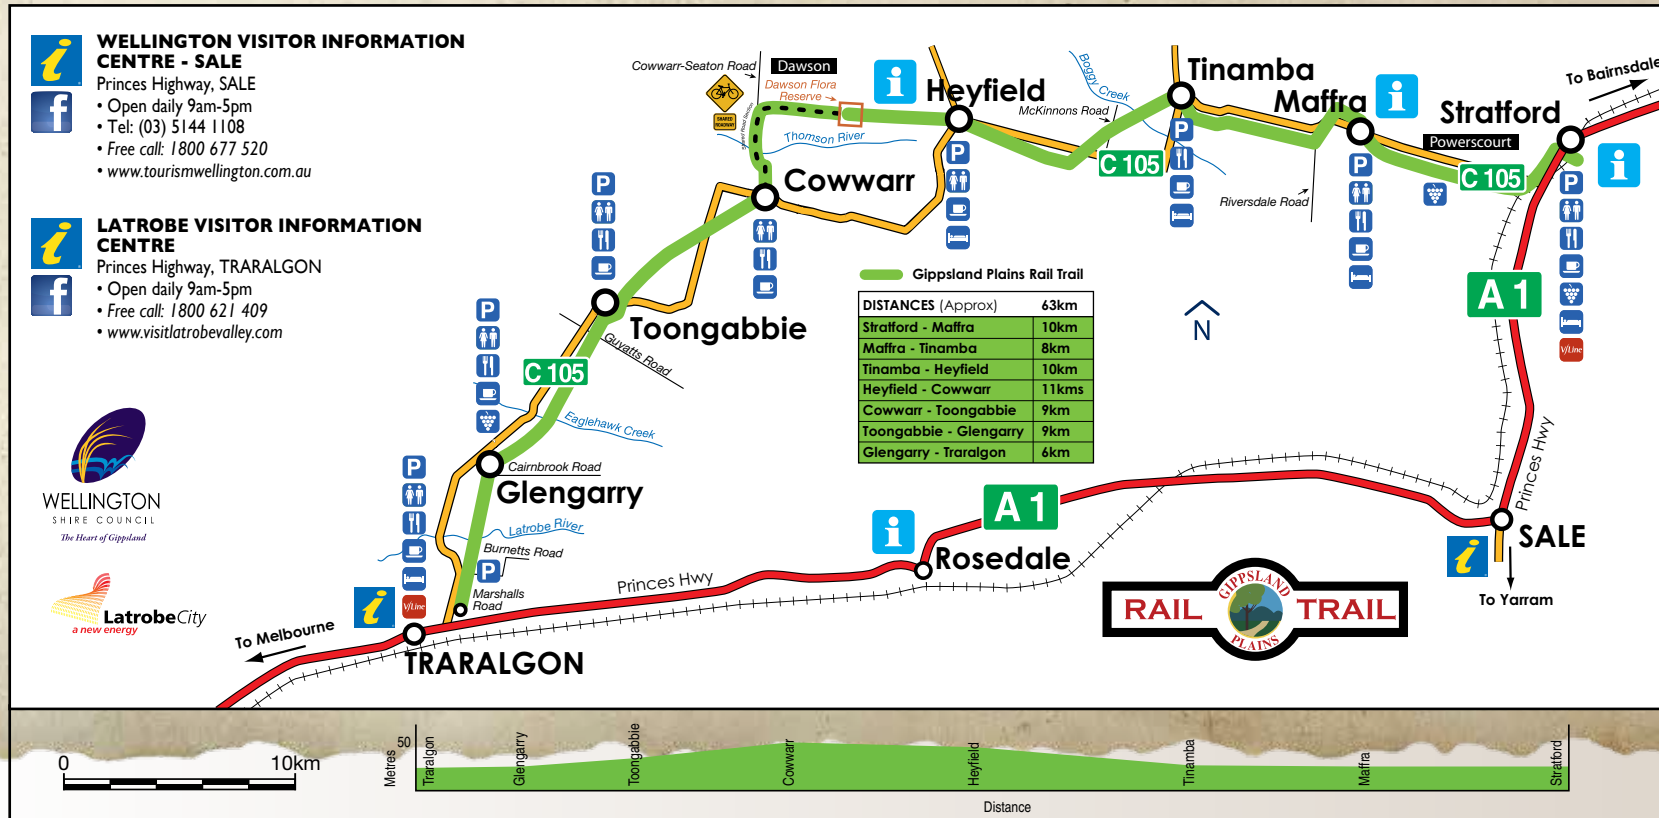 WELLINGTON VISITOR INFORMATION
CENTRE - SALE
Princes Highway, SALE
• Open daily 9am-5pm
• Tel: (03) 5144 1108
• Free call: 1800 677 520
• www.tourismwellington.com.au
LATROBE VISITOR INFORMATION
CENTRE
Princes Highway, TRARALGON
• Open daily 9am-5pm
• Free call: 1800 621 409
• www.visitlatrobevalley.com
WELLINGTON
SHIRE COUNCIL
The Heart of Gippsland
LatrobeCity
a new energy
Cowwarr-Seaton Road
Dawson
Dawson Flora
Reserve
SHARED
ROADWAY
Shared Road Section
Thomson River
Heyfield
Boggy Creek
McKinnons Road
C 105
Tinamba
Maffra
Riversdale Road
Stratford
Powerscourt
C 105
To Bairnsdale
Cowwarr
Toongabbie
Guyatts Road
C 105
Eaglehawk Creek
Cairnbrook Road
Glengarry
Latrobe River
Burnetts Road
P
Marshalls
Road
V/Line
TRARALGON
To Melbourne
Princes Hwy
Rosedale
A 1
A 1
Princes Hwy
SALE
To Yarram
V/Line
P
P
P
P
P
P
P
P
N
Gippsland Plains Rail Trail
DISTANCES (Approx) 63km
Stratford - Maffra 10km
Maffra - Tinamba 8km
Tinamba - Heyfield 10km
Heyfield - Cowwarr 11kms
Cowwarr - Toongabbie 9km
Toongabbie - Glengarry 9km
Glengarry - Traralgon 6km
GIPPSLAND
RAIL TRAIL
PLAINS
0 10km
Metres
50
Traralgon
Glengarry
Toongabbie
Cowwarr
Heyfield
Tinamba
Maffra
Stratford
Distance